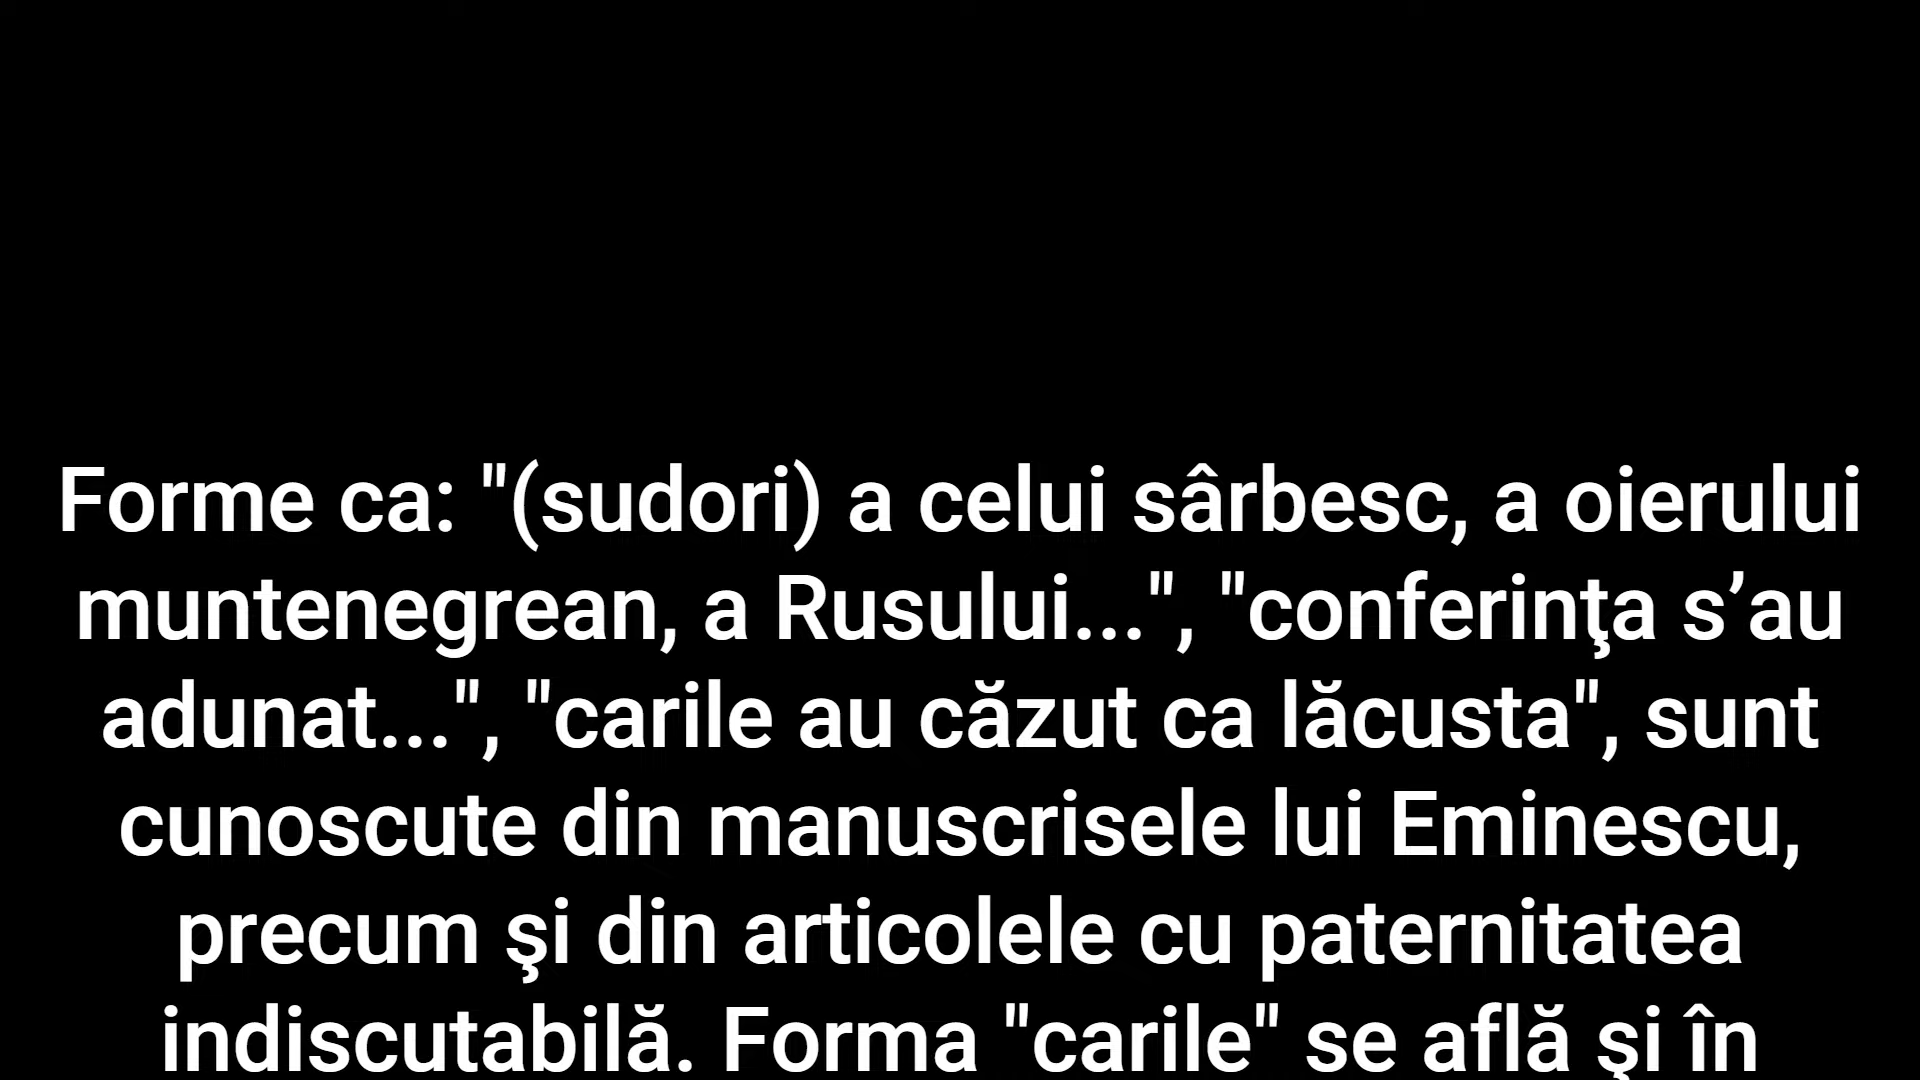 Forme ca: "(sudori) a celui sârbesc, a oierului
muntenegrean, a Rusului...", "conferinţa s’au
adunat...", "carile au căzut ca lăcusta", sunt
cunoscute din manuscrisele lui Eminescu,
precum şi din articolele cu paternitatea
indiscutabilă. Forma "carile" se află şi în